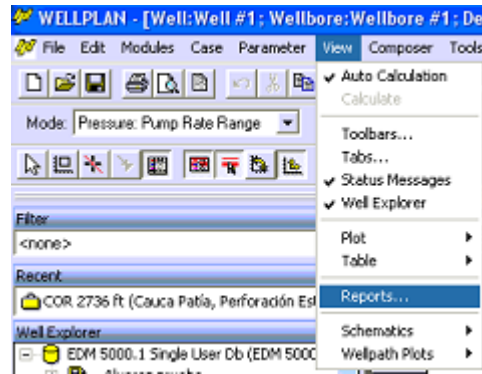 WELLPLAN - [Well:Well #1; Wellbore:Wellbore #1; De
File Edit Modules Case Parameter View Composer Tools
Auto Calculation
Calculate
Mode: Pressure: Pump Rate Range
Toolbars...
Tabs...
Status Messages
Well Explorer
Filter
<none>
Plot
Table
Recent
COR 2736 ft (Cauca Patía, Perforación Es
Reports...
Well Explorer
Schematics
EDM 5000.1 Single User Db (EDM 5000
Wellpath Plots